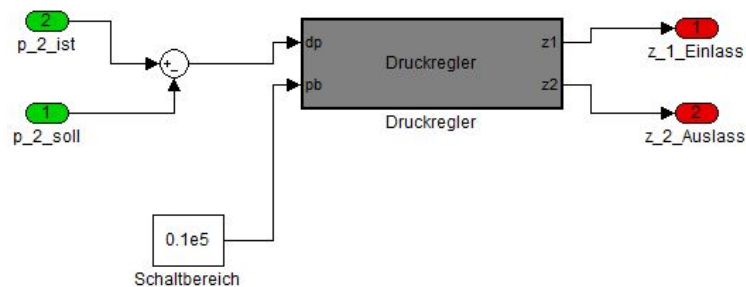 2
p_2_ist
1
p_2_soll
+
-
dp
pb
Druckregler
z1
z2
Druckregler
1
z_1_Einlass
2
z_2_Auslass
0.1e5
Schaltbereich